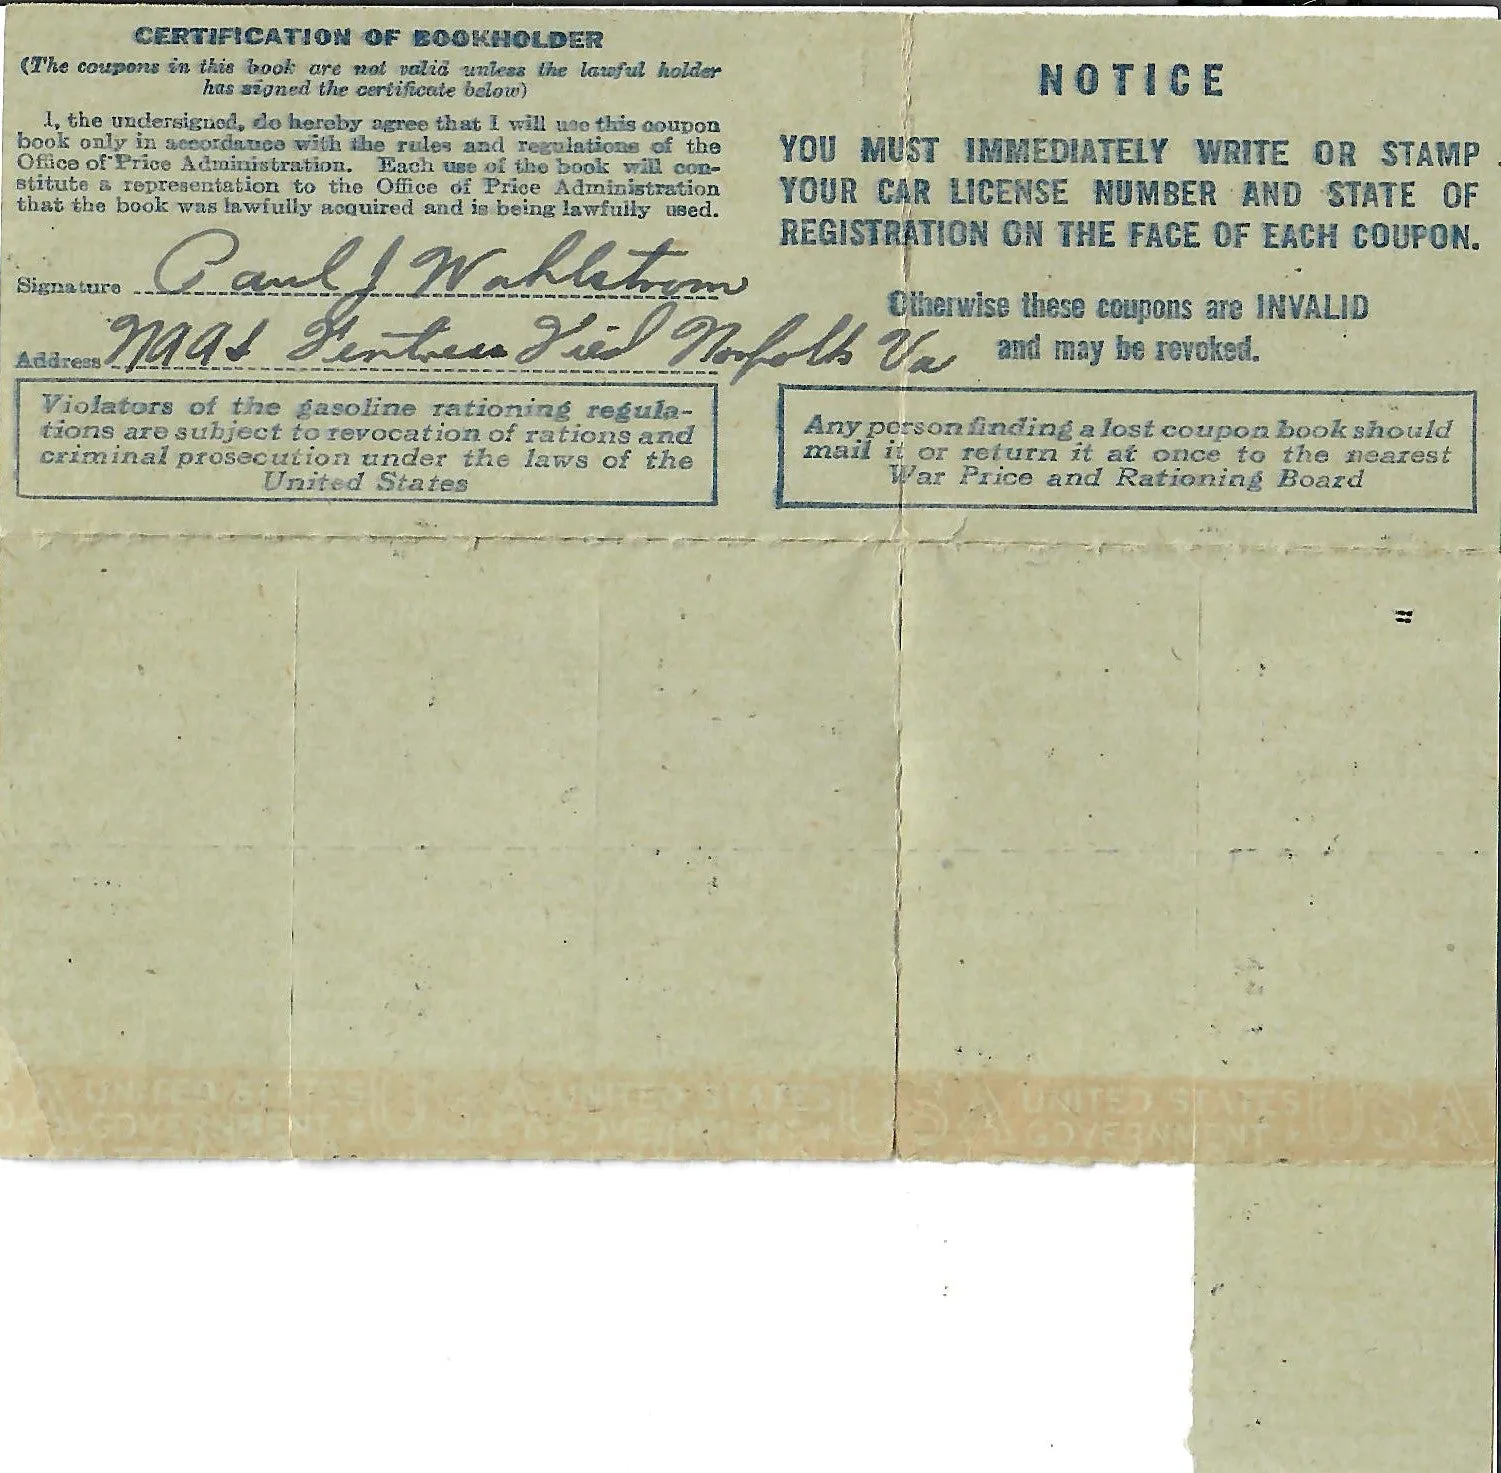 CERTIFICATION OF BOOKHOLDER
(The coupons in this book are not valid unless the lawful holder
has signed the certificate below)
I, the undersigned, do hereby agree that I will use this coupon
book only in accordance with the rules and regulations of the
Office of Price Administration. Each use of the book will con-
stitute a representation to the Office of Price Administration
that the book was lawfully acquired and is being lawfully used.
Signature Paul J Wahlstrom
Address NAAS Fentress Field Norfolk Va
Violators of the gasoline rationing regula-
tions are subject to revocation of rations and
criminal prosecution under the laws of the
United States
NOTICE
YOU MUST IMMEDIATELY WRITE OR STAMP
YOUR CAR LICENSE NUMBER AND STATE OF
REGISTRATION ON THE FACE OF EACH COUPON.
Otherwise these coupons are INVALID
and may be revoked.
Any person finding a lost coupon book should
mail it or return it at once to the nearest
War Price and Rationing Board
UNITED STATES USA UNITED STATES USA UNITED STATES USA
GOVERNMENT GOVERNMENT GOVERNMENT